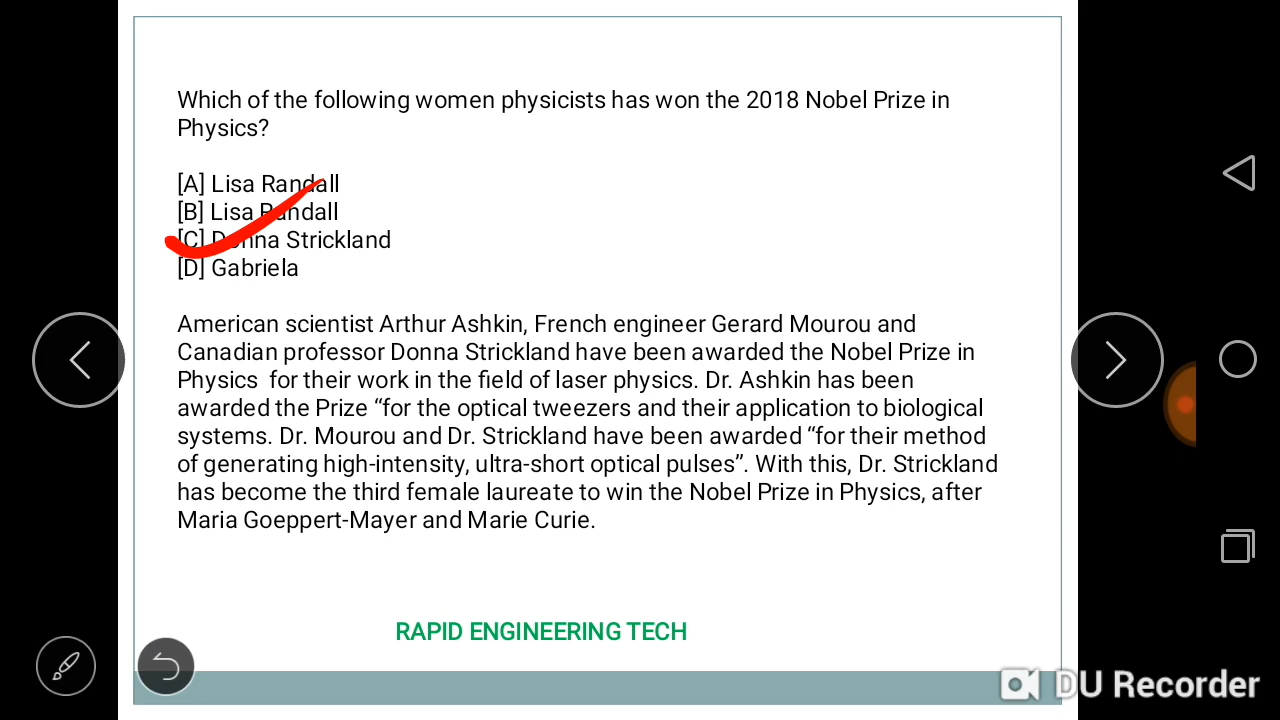 Which of the following women physicists has won the 2018 Nobel Prize in
Physics?
[A] Lisa Randall
[B] Lisa Randall
[C] Donna Strickland
[D] Gabriela
American scientist Arthur Ashkin, French engineer Gerard Mourou and
Canadian professor Donna Strickland have been awarded the Nobel Prize in
Physics  for their work in the field of laser physics. Dr. Ashkin has been
awarded the Prize “for the optical tweezers and their application to biological
systems. Dr. Mourou and Dr. Strickland have been awarded “for their method
of generating high-intensity, ultra-short optical pulses”. With this, Dr. Strickland
has become the third female laureate to win the Nobel Prize in Physics, after
Maria Goeppert-Mayer and Marie Curie.
RAPID ENGINEERING TECH
DU Recorder